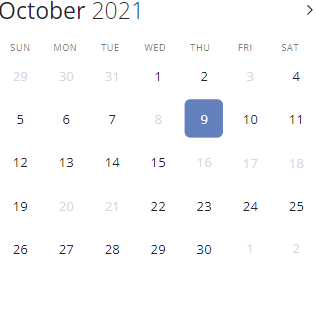 October 2021 >
SUN MON TUE WED THU FRI SAT
29 30 31 1 2 3 4
5 6 7 8 9 10 11
12 13 14 15 16 17 18
19 20 21 22 23 24 25
26 27 28 29 30 1 2